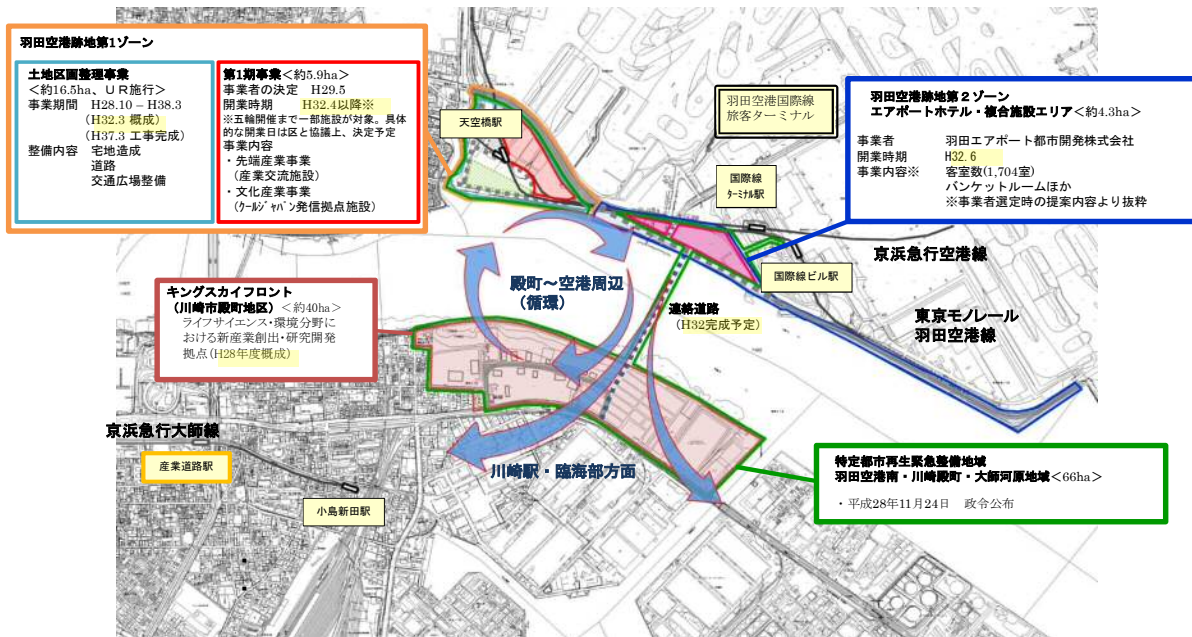 羽田空港跡地第1ゾーン
土地区画整理事業
<約16.5ha、UR施行>
事業期間 H28.10 – H38.3
(H32.3 概成)
(H37.3 工事完成)
整備内容 宅地造成
道路
交通広場整備
第1期事業<約5.9ha>
事業者の決定 H29.5
開業時期 H32.4以降※
※五輪開催まで一部施設が対象。具体
的な開業日は区と協議上、決定予定
事業内容
・先端産業事業
(産業交流施設)
・文化産業事業
(クールジャパン発信拠点施設)
天空橋駅
羽田空港国際線
旅客ターミナル
国際線
ターミナル駅
国際線ビル駅
羽田空港跡地第2ゾーン
エアポートホテル・複合施設エリア<約4.3ha>
事業者 羽田エアポート都市開発株式会社
開業時期 H32.6
事業内容※ 客室数(1,704室)
バンケットルームほか
※事業者選定時の提案内容より抜粋
京浜急行空港線
東京モノレール
羽田空港線
殿町~空港周辺
(循環)
連絡道路
(H32完成予定)
キングスカイフロント
(川崎市殿町地区)<約40ha>
ライフサイエンス・環境分野に
おける新産業創出・研究開発
拠点(H28年度概成)
京浜急行大師線
産業道路駅
小島新田駅
川崎駅・臨海部方面
特定都市再生緊急整備地域
羽田空港南・川崎殿町・大師河原地域<66ha>
・平成28年11月24日 政令公布